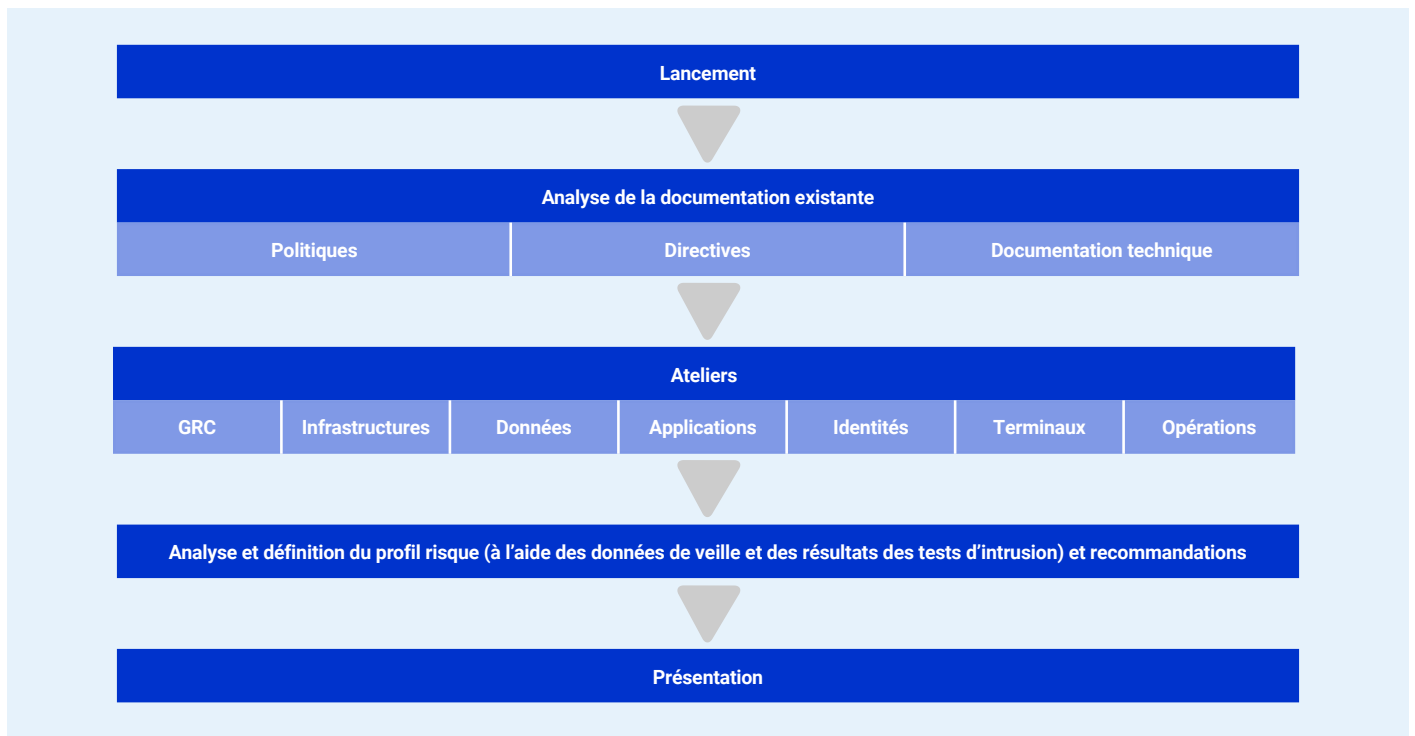 Lancement
Analyse de la documentation existante
Politiques
Directives
Documentation technique
Ateliers
GRC
Infrastructures
Données
Applications
Identités
Terminaux
Opérations
Analyse et définition du profil risque (à l’aide des données de veille et des résultats des tests d’intrusion) et recommandations
Présentation